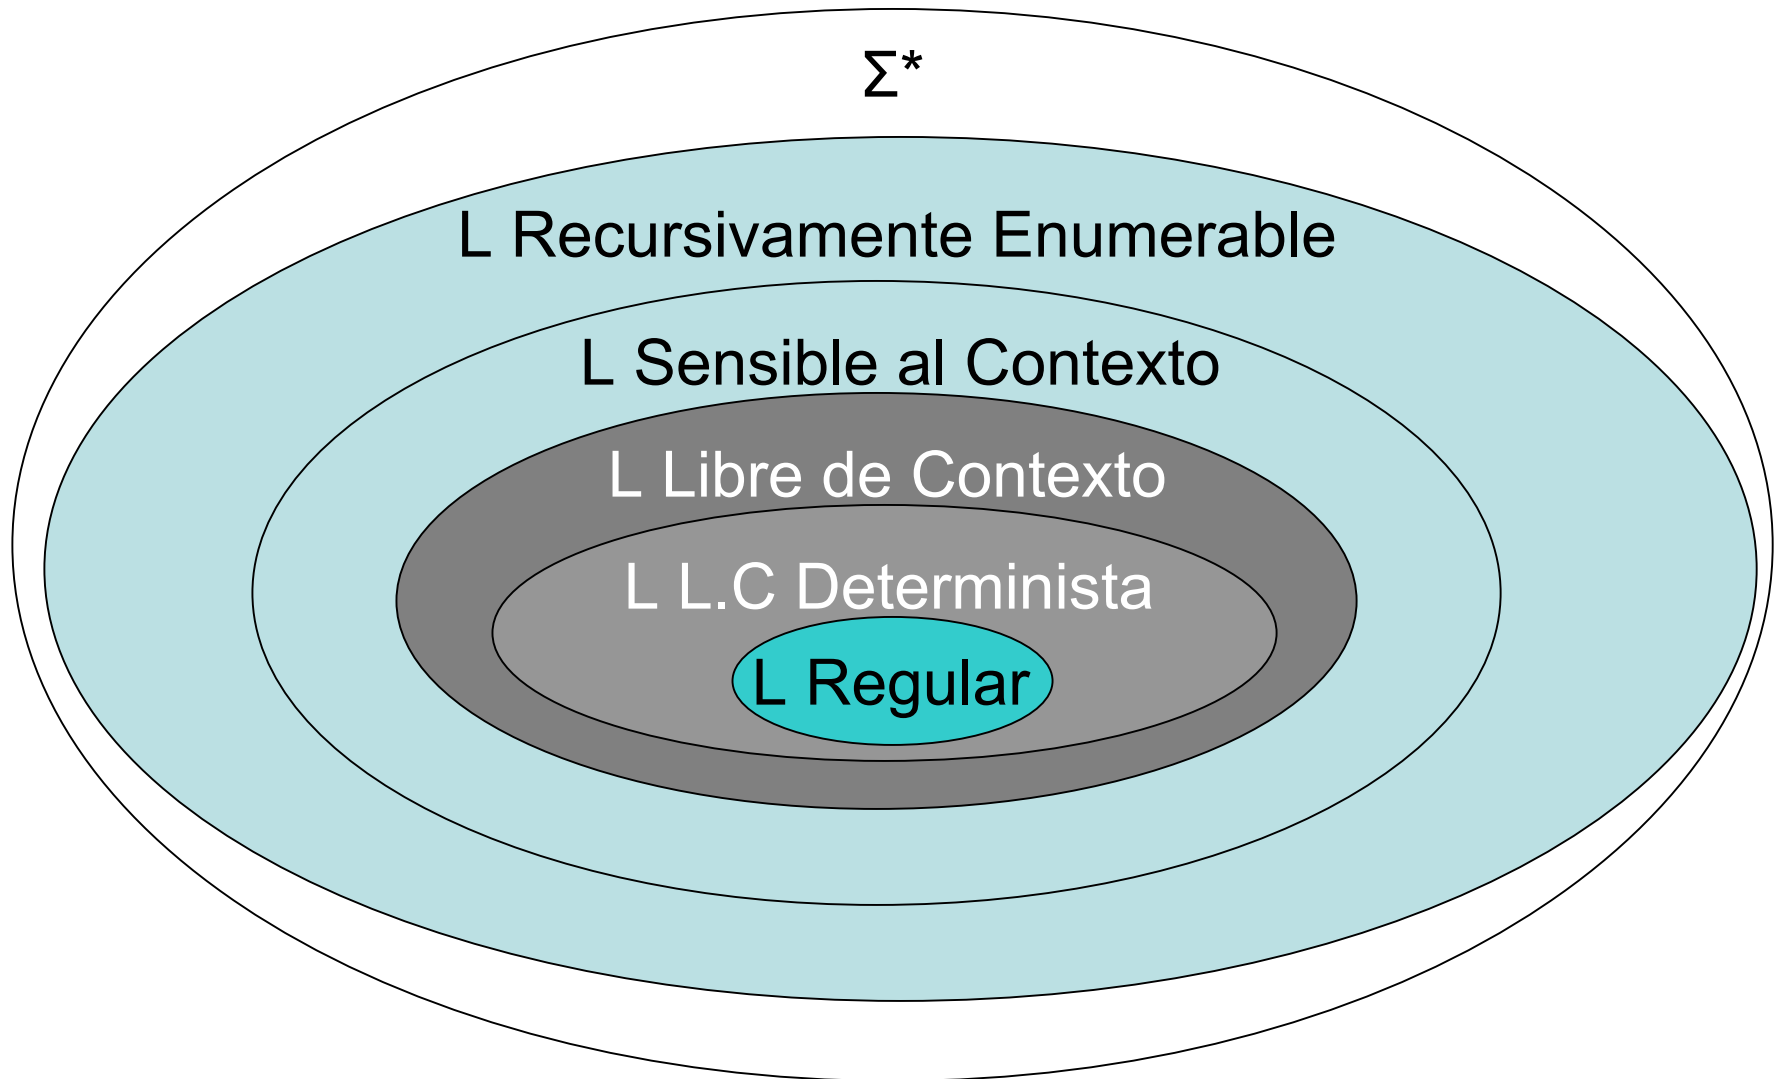 Σ*
L Recursivamente Enumerable
L Sensible al Contexto
L Libre de Contexto
L L.C Determinista
L Regular